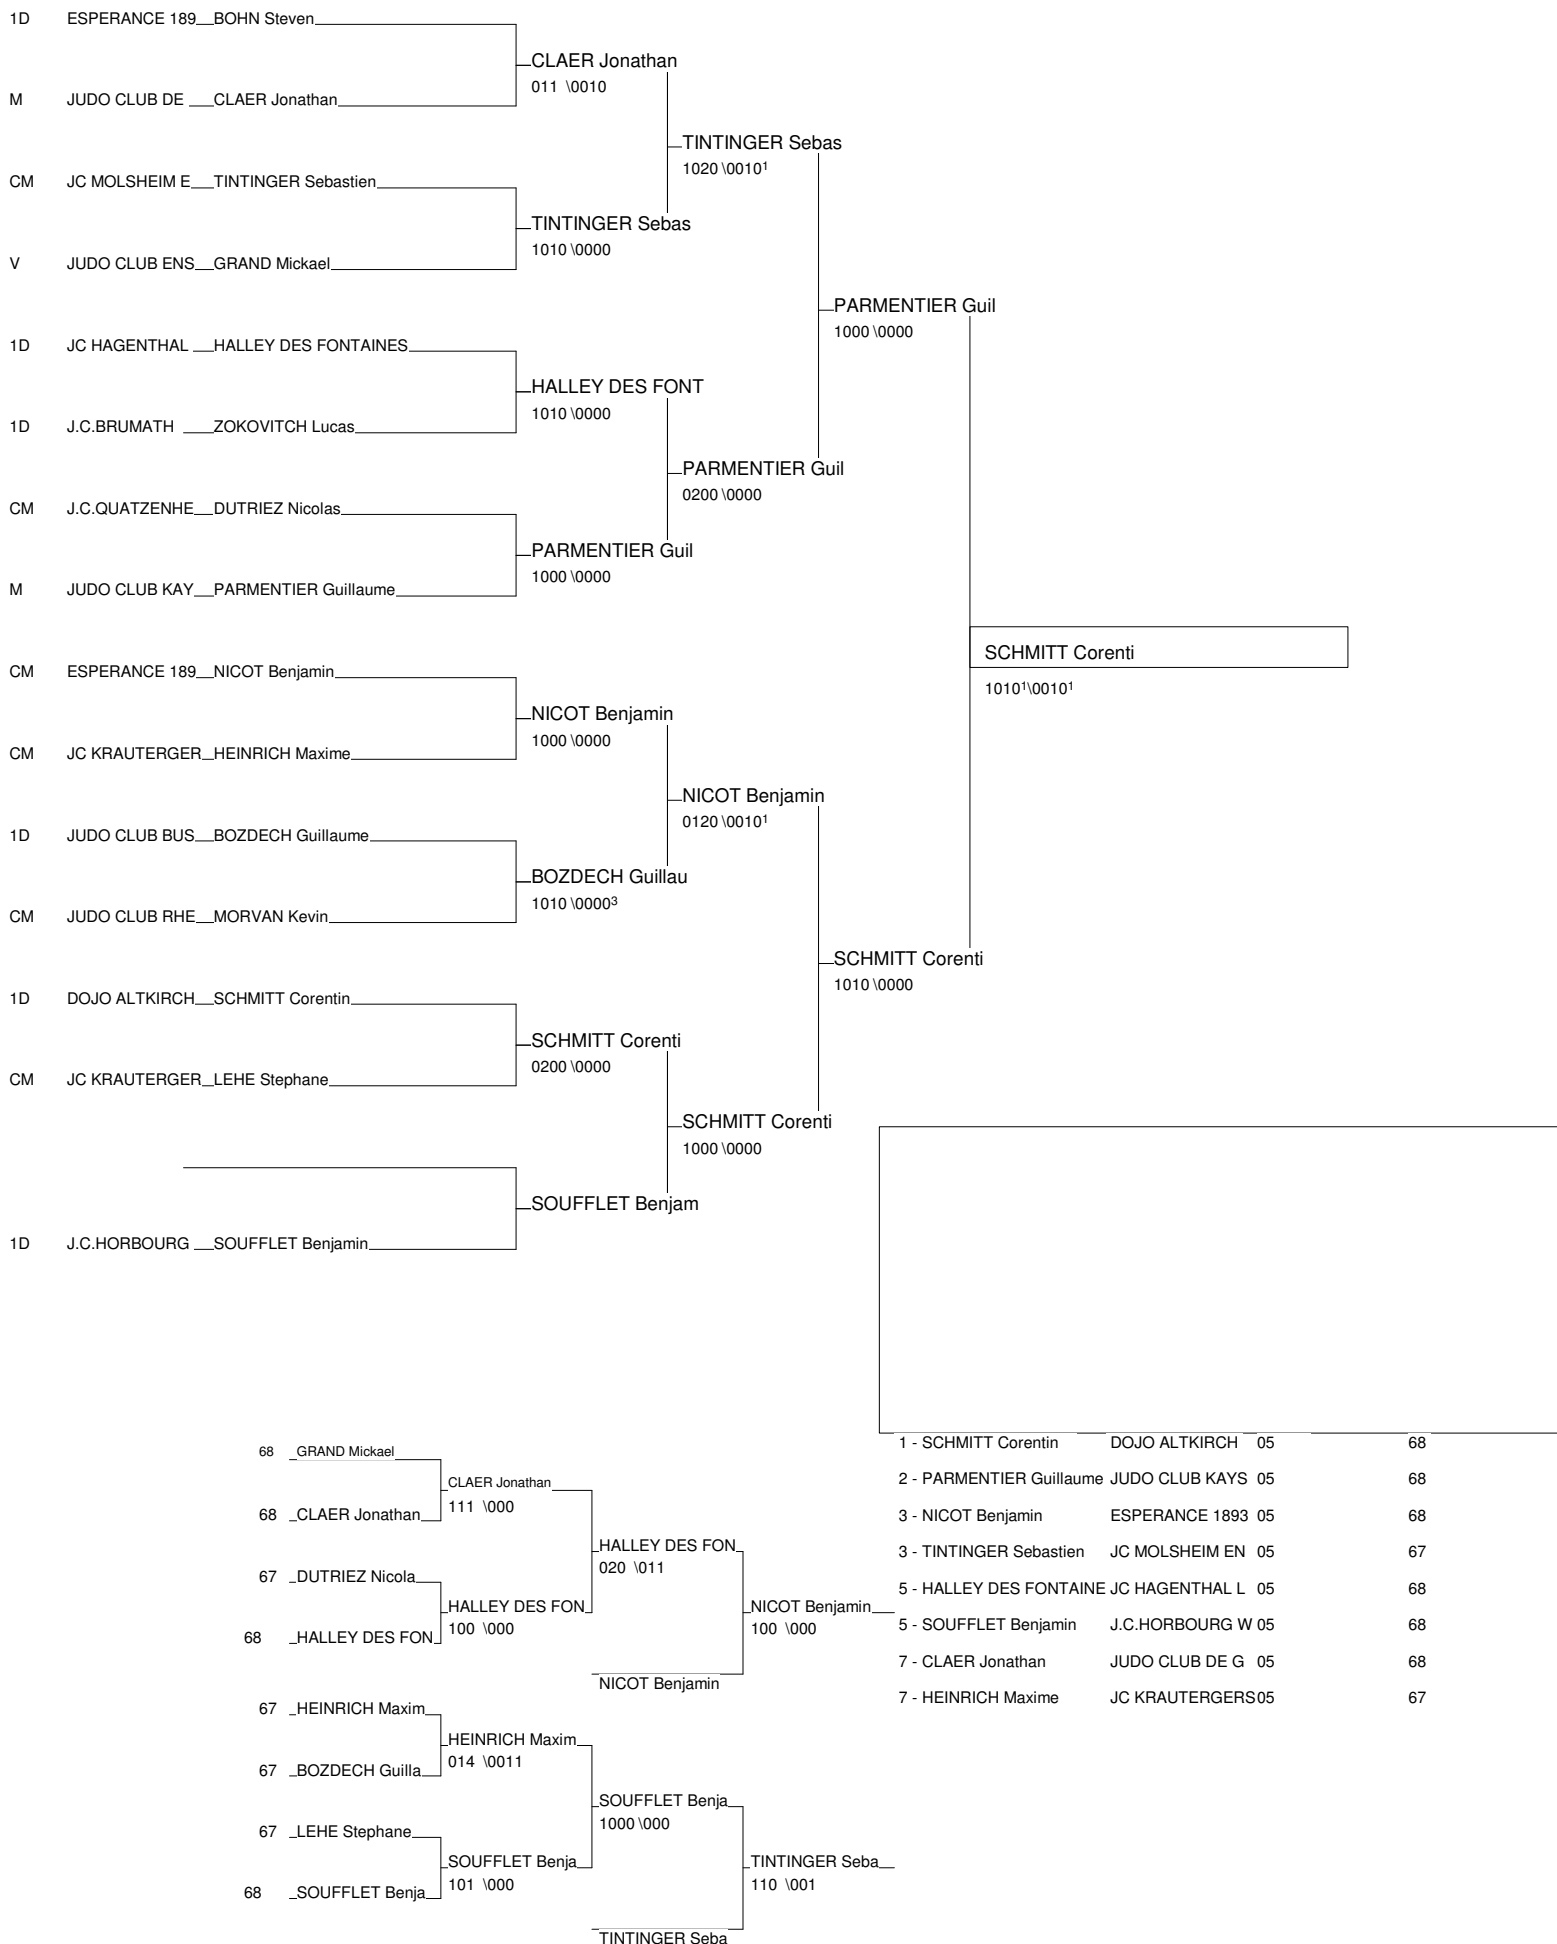 1D ESPERANCE 189 BOHN Steven
CLAER Jonathan
011 \0010
M JUDO CLUB DE CLAER Jonathan
TINTINGER Sebas
1020 \0010¹
CM JC MOLSHEIM E TINTINGER Sebastien
TINTINGER Sebas
1010 \0000
V JUDO CLUB ENS GRAND Mickael
PARMENTIER Guil
1000 \0000
1D JC HAGENTHAL HALLEY DES FONTAINES
HALLEY DES FONT
1010 \0000
1D J.C.BRUMATH ZOKOVITCH Lucas
PARMENTIER Guil
0200 \0000
CM J.C.QUATZENHE DUTRIEZ Nicolas
PARMENTIER Guil
1000 \0000
M JUDO CLUB KAY PARMENTIER Guillaume
SCHMITT Corenti
1010¹\0010¹
CM ESPERANCE 189 NICOT Benjamin
NICOT Benjamin
1000 \0000
CM JC KRAUTERGER HEINRICH Maxime
NICOT Benjamin
0120 \0010¹
1D JUDO CLUB BUS BOZDECH Guillaume
BOZDECH Guillau
1010 \0000³
CM JUDO CLUB RHE MORVAN Kevin
SCHMITT Corenti
1010 \0000
1D DOJO ALTKIRCH SCHMITT Corentin
SCHMITT Corenti
0200 \0000
CM JC KRAUTERGER LEHE Stephane
SCHMITT Corenti
1000 \0000
SOUFFLET Benjam
1D J.C.HORBOURG SOUFFLET Benjamin
68 GRAND Mickael
CLAER Jonathan
111 \000
68 CLAER Jonathan
HALLEY DES FON
020 \011
67 DUTRIEZ Nicola
HALLEY DES FON
100 \000
68 HALLEY DES FON
NICOT Benjamin
100 \000
NICOT Benjamin
67 HEINRICH Maxim
HEINRICH Maxim
014 \0011
67 BOZDECH Guilla
SOUFFLET Benja
1000 \000
67 LEHE Stephane
SOUFFLET Benja
101 \000
68 SOUFFLET Benja
TINTINGER Seba
110 \001
TINTINGER Seba
1 - SCHMITT Corentin DOJO ALTKIRCH 05 68
2 - PARMENTIER Guillaume JUDO CLUB KAYS 05 68
3 - NICOT Benjamin ESPERANCE 1893 05 68
3 - TINTINGER Sebastien JC MOLSHEIM EN 05 67
5 - HALLEY DES FONTAINE JC HAGENTHAL L 05 68
5 - SOUFFLET Benjamin J.C.HORBOURG W 05 68
7 - CLAER Jonathan JUDO CLUB DE G 05 68
7 - HEINRICH Maxime JC KRAUTERGERS 05 67